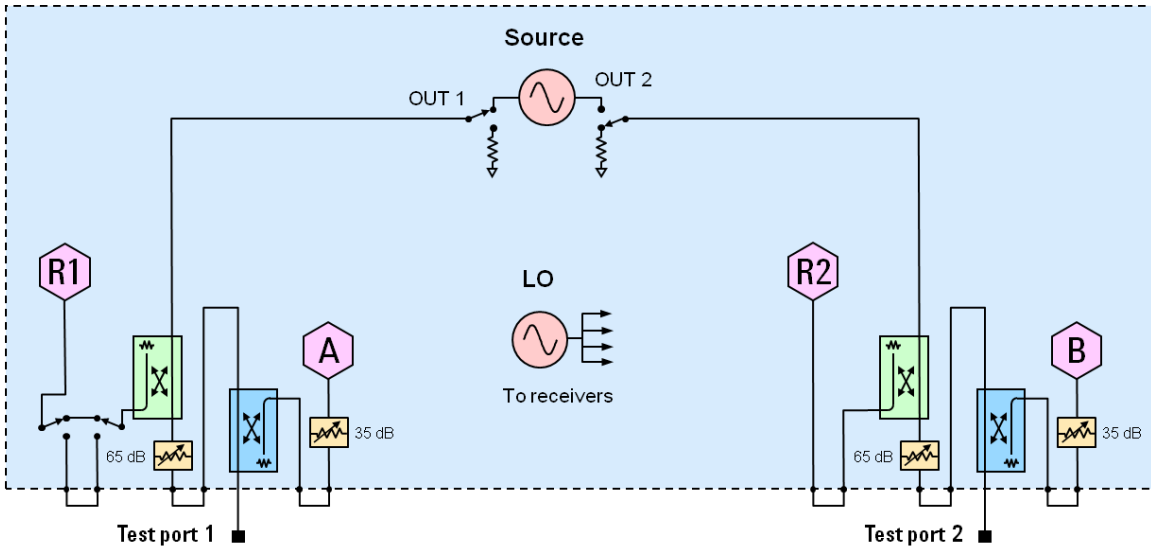 Source
OUT 1
OUT 2
R1
LO
R2
A
B
To receivers
65 dB
35 dB
65 dB
35 dB
Test port 1
Test port 2